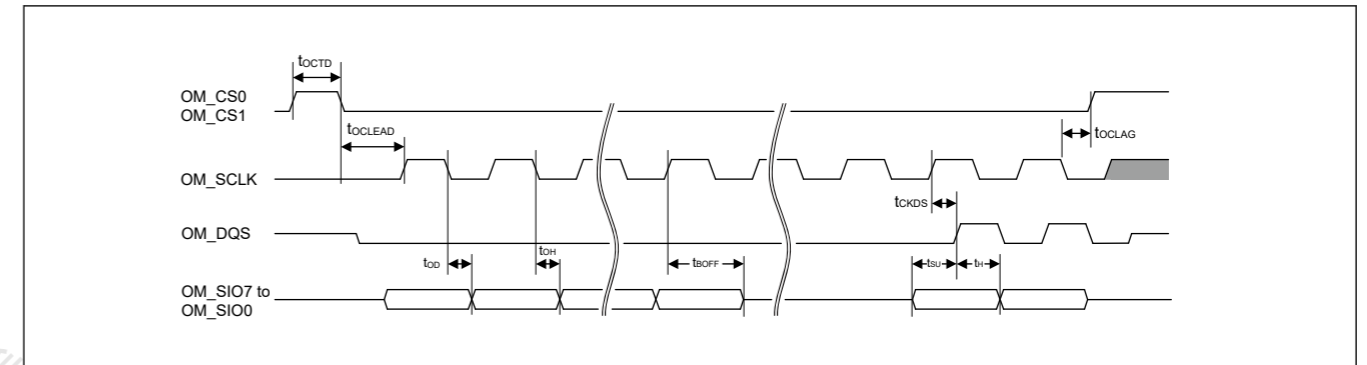 tOCTD
OM_CS0
OM_CS1
tOCLEAD
tOCLAG
OM_SCLK
tCKDS
OM_DQS
tOD
tOH
tBOFF
tSU
tH
OM_SIO7 to
OM_SIO0